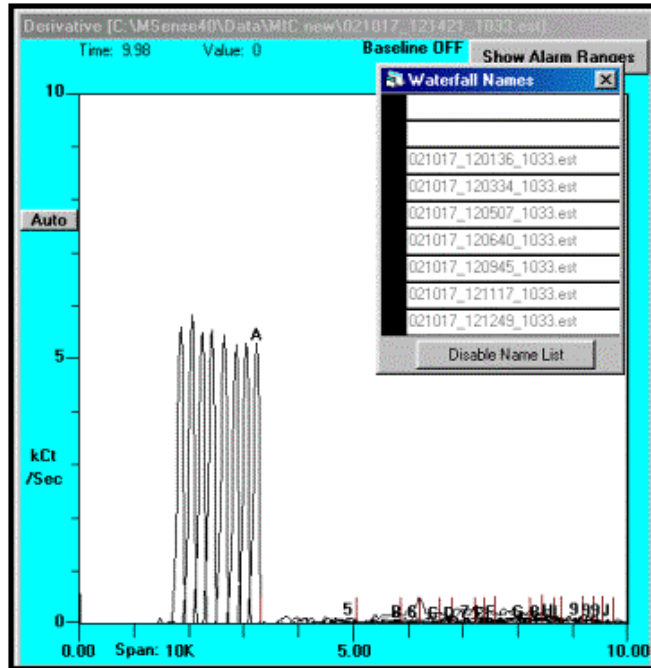 Derivative [C:\MSense40\Data\MIC new\021017_121421_1033.est]
Time: 9.98 Value: 0 Baseline OFF Show Alarm Ranges
Waterfall Names
10
021017_120136_1033.est
021017_120334_1033.est
021017_120507_1033.est
Auto
021017_120640_1033.est
021017_120945_1033.est
021017_121117_1033.est
021017_121249_1033.est
A
Disable Name List
5
kCt
/Sec
5 B 6 G
0
0.00 Span: 10K 5.00 10.00